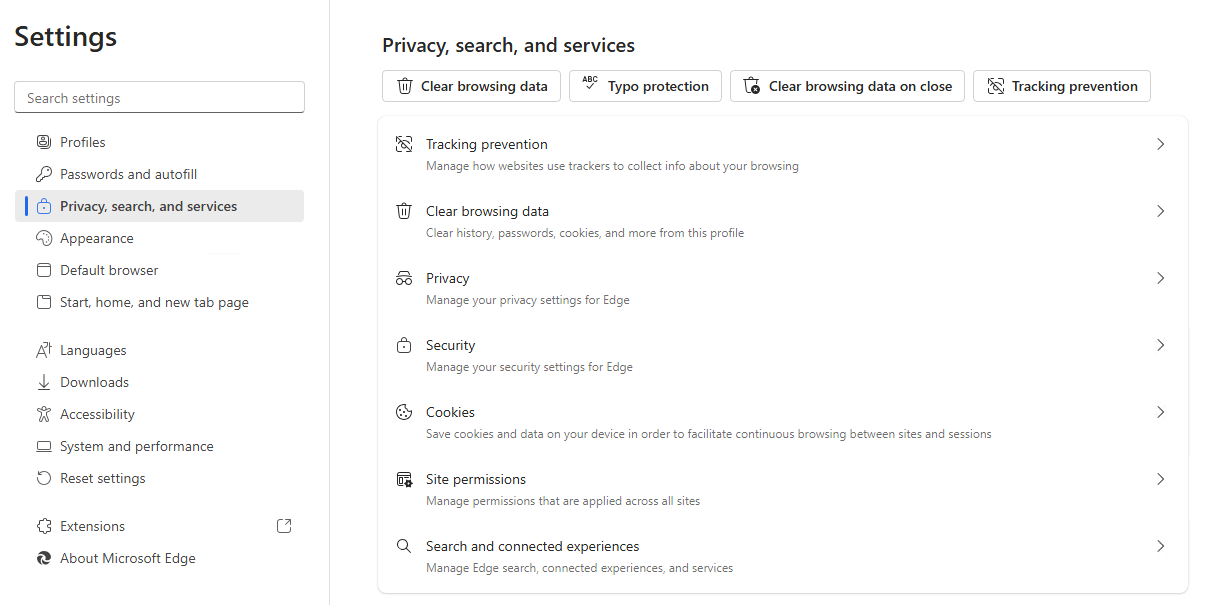 Settings
Search settings
Profiles
Passwords and autofill
Privacy, search, and services
Appearance
Default browser
Start, home, and new tab page
Languages
Downloads
Accessibility
System and performance
Reset settings
Extensions
About Microsoft Edge
Privacy, search, and services
Clear browsing data
ABC Typo protection
Clear browsing data on close
Tracking prevention
Tracking prevention
Manage how websites use trackers to collect info about your browsing
Clear browsing data
Clear history, passwords, cookies, and more from this profile
Privacy
Manage your privacy settings for Edge
Security
Manage your security settings for Edge
Cookies
Save cookies and data on your device in order to facilitate continuous browsing between sites and sessions
Site permissions
Manage permissions that are applied across all sites
Search and connected experiences
Manage Edge search, connected experiences, and services